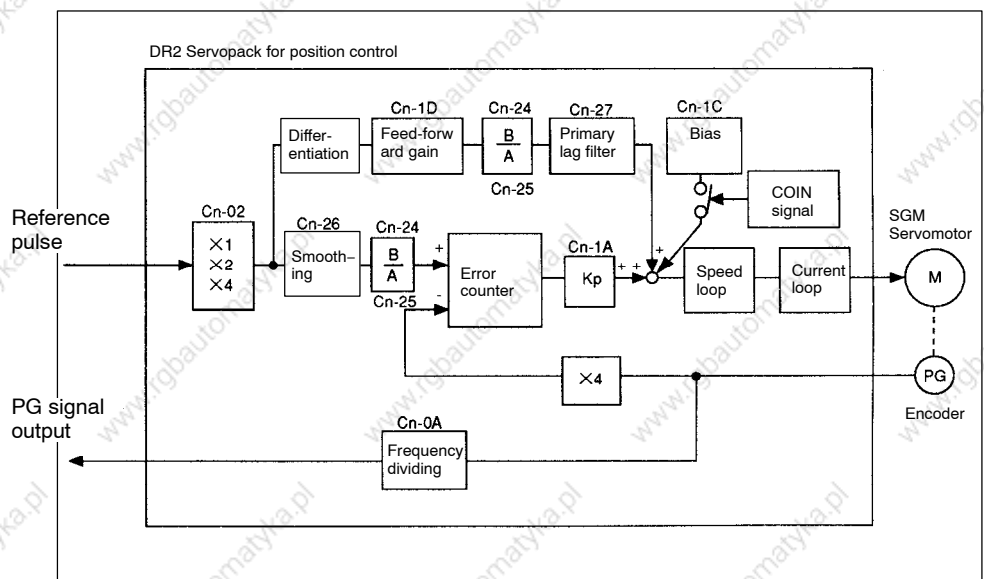 DR2 Servopack for position control
Cn-1D
Cn-24
Cn-27
Cn-1C
Differ-
entiation
Feed-forw
ard gain
B
A
Primary
lag filter
Bias
Cn-25
COIN
signal
Reference
pulse
Cn-02
×1
×2
×4
Cn-26
Smooth-
ing
Cn-24
B
A
Cn-25
+
-
Error
counter
Cn-1A
Kp
+ +
+
Speed
loop
Current
loop
SGM
Servomotor
M
×4
PG
Encoder
PG signal
output
Cn-0A
Frequency
dividing
www.rgbautomatyka.pl